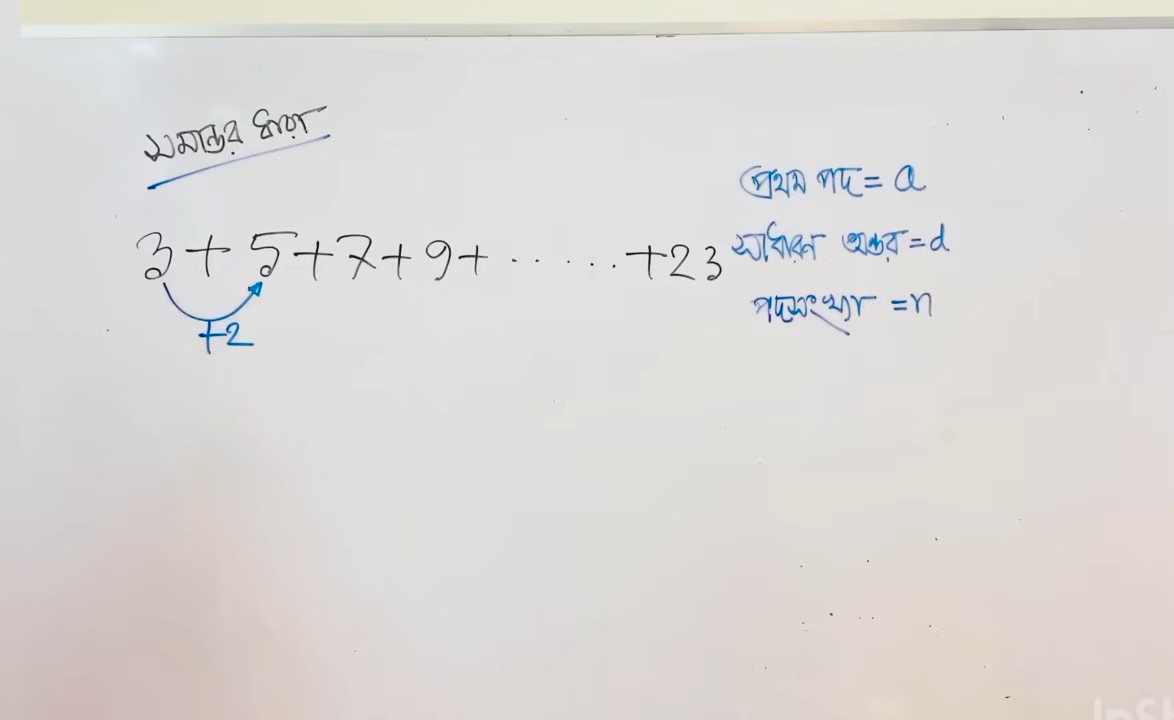 সমান্তর ধারা
3+5+7+9+......+23
+2
প্রথম পদ = a
সাধারণ অন্তর = d
পদসংখ্যা = n